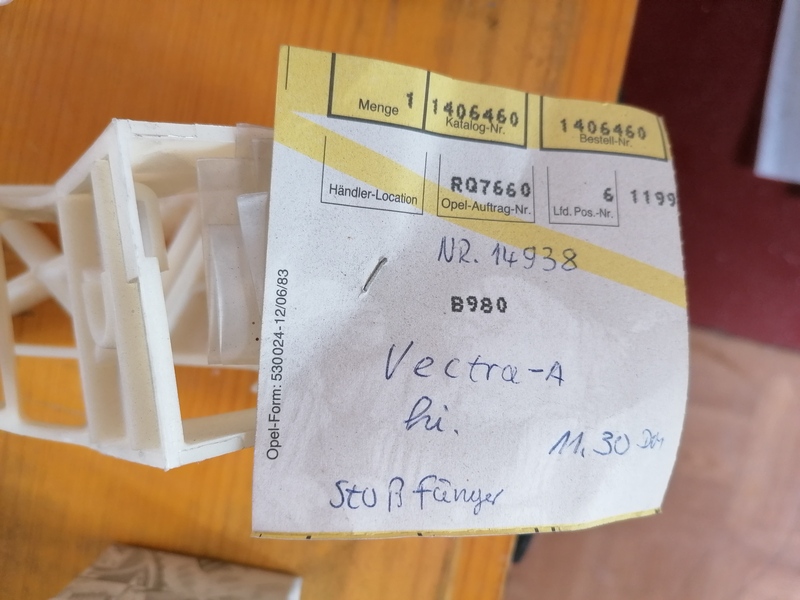 Menge 1 1406460 Katalog-Nr. 1406460 Bestell-Nr.
Händler-Location RQ7660 Opel-Auftrag-Nr. 6 Lfd. Pos.-Nr. 1199
NR. 14938
B980
Vectra-A
hi.
11.30 DM
Stoßfänger
Opel-Form: 530024-12/06/83